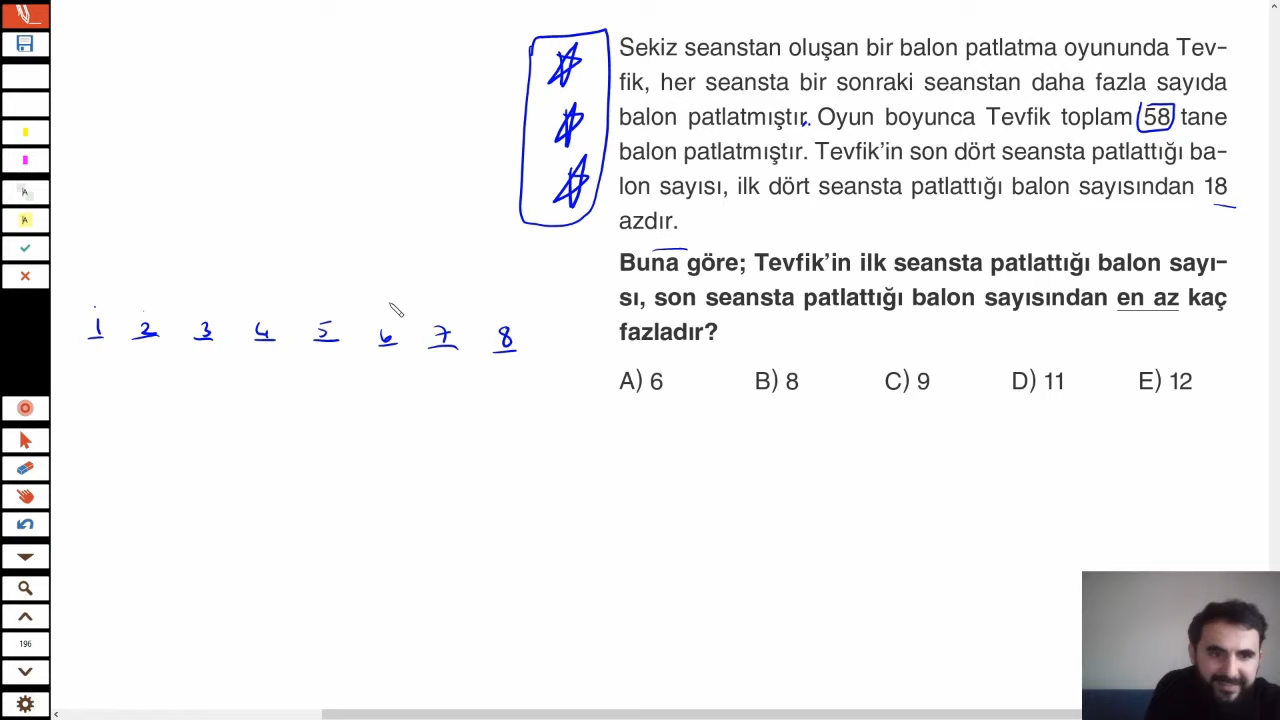 Sekiz seanstan oluşan bir balon patlatma oyununda Tev-
fik, her seansta bir sonraki seanstan daha fazla sayıda
balon patlatmıştır. Oyun boyunca Tevfik toplam 58 tane
balon patlatmıştır. Tevfik'in son dört seansta patlattığı ba-
lon sayısı, ilk dört seansta patlattığı balon sayısından 18
azdır.
Buna göre; Tevfik'in ilk seansta patlattığı balon sayı-
sı, son seansta patlattığı balon sayısından en az kaç
fazladır?
A) 6 B) 8 C) 9 D) 11 E) 12
1 2 3 4 5 6 7 8
A
A
196